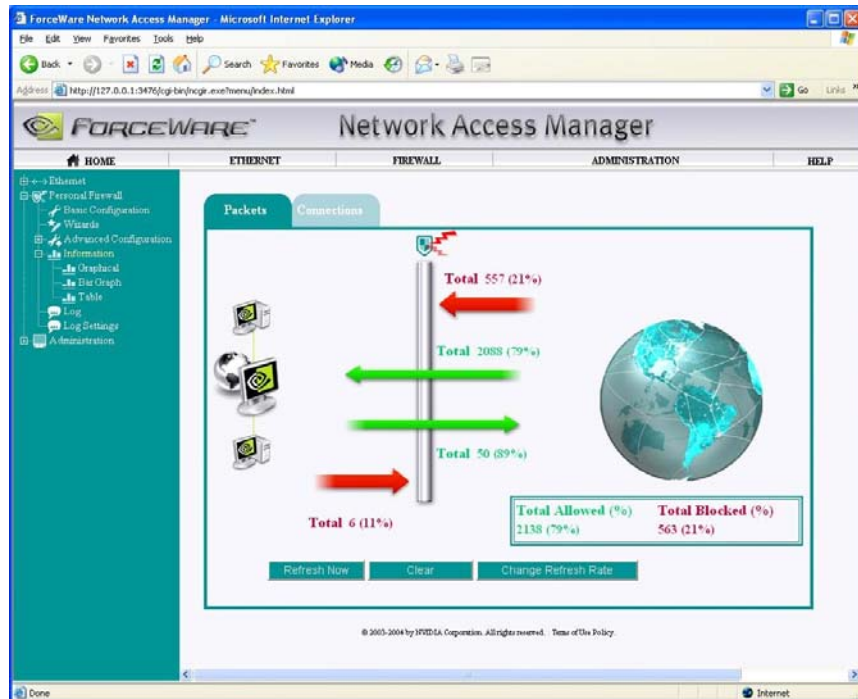 ForceWare Network Access Manager - Microsoft Internet Explorer
File Edit View Favorites Tools Help
Back Search Favorites Media
Address http://127.0.0.1:3476/cgi-bin/ncgir.exe?menu/index.html Go Links »
FORCEWARE™ Network Access Manager
HOME ETHERNET FIREWALL ADMINISTRATION HELP
Ethernet
Personal Firewall
Basic Configuration
Wizards
Advanced Configuration
Information
Graphical
Bar Graph
Table
Log
Log Settings
Administration
Packets Connections
Total 557 (21%)
Total 2088 (79%)
Total 50 (89%)
Total 6 (11%)
Total Allowed (%) Total Blocked (%)
2138 (79%) 563 (21%)
Refresh Now Clear Change Refresh Rate
© 2003-2004 by NVIDIA Corporation. All rights reserved. Terms of Use Policy.
Done Internet